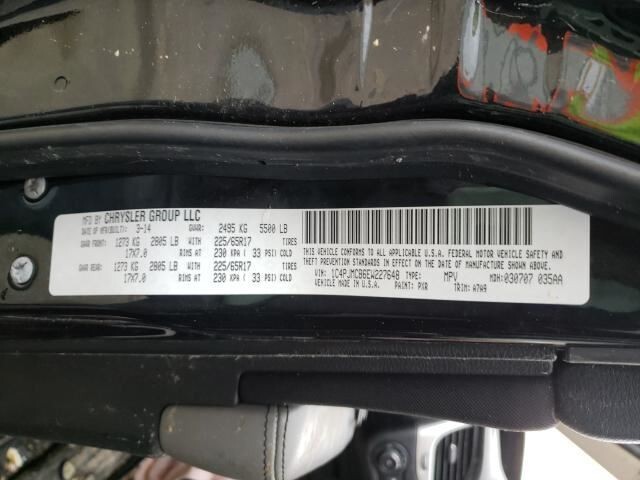 MFD BY CHRYSLER GROUP LLC
DATE OF MFR(BUILT): 3-14 GVWR: 2495 KG 5500 LB
GAWR FRONT: 1273 KG 2805 LB WITH 225/65R17 TIRES
17X7.0 RIMS AT 230 KPA ( 33 PSI) COLD
GAWR REAR: 1273 KG 2805 LB WITH 225/65R17 TIRES
17X7.0 RIMS AT 230 KPA ( 33 PSI) COLD
THIS VEHICLE CONFORMS TO ALL APPLICABLE U.S.A. FEDERAL MOTOR VEHICLE SAFETY AND
THEFT PREVENTION STANDARDS IN EFFECT ON THE DATE OF MANUFACTURE SHOWN ABOVE.
VIN: 1C4PJMCB6EW227648 TYPE: MPV MDH: 030707 035AA
VEHICLE MADE IN U.S.A. PAINT: PXR TRIM: A7A9